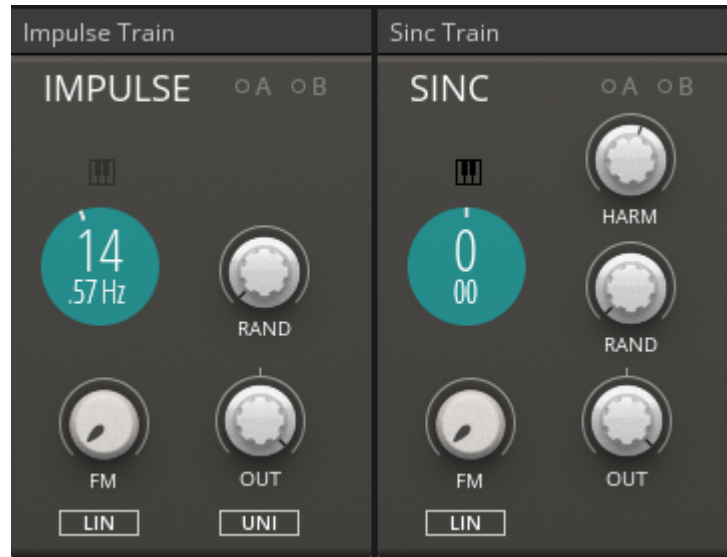 Impulse Train
IMPULSE
A B
14
.57 Hz
RAND
FM
OUT
LIN
UNI
Sinc Train
SINC
A B
HARM
0
00
RAND
FM
OUT
LIN